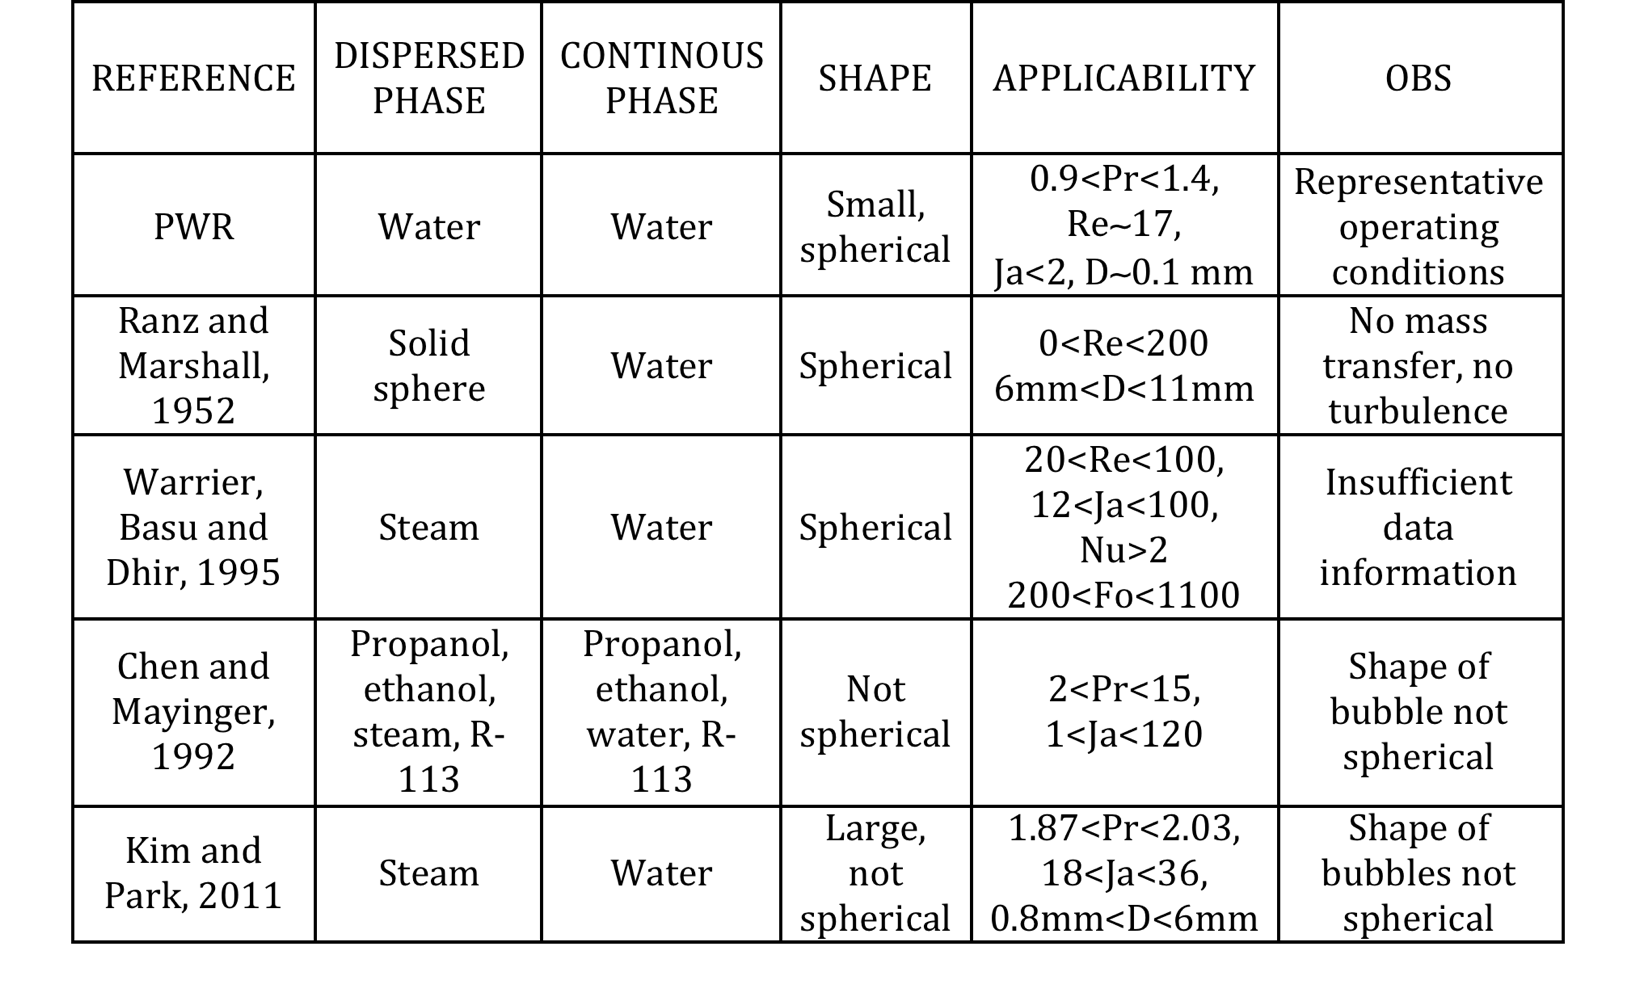 REFERENCE
DISPERSED
PHASE
CONTINOUS
PHASE
SHAPE
APPLICABILITY
OBS
PWR
Water
Water
Small,
spherical
0.9<Pr<1.4,
Re~17,
Ja<2, D~0.1 mm
Representative
operating
conditions
Ranz and
Marshall,
1952
Solid
sphere
Water
Spherical
0<Re<200
6mm<D<11mm
No mass
transfer, no
turbulence
Warrier,
Basu and
Dhir, 1995
Steam
Water
Spherical
20<Re<100,
12<Ja<100,
Nu>2
200<Fo<1100
Insufficient
data
information
Chen and
Mayinger,
1992
Propanol,
ethanol,
steam, R-
113
Propanol,
ethanol,
water, R-
113
Not
spherical
2<Pr<15,
1<Ja<120
Shape of
bubble not
spherical
Kim and
Park, 2011
Steam
Water
Large,
not
spherical
1.87<Pr<2.03,
18<Ja<36,
0.8mm<D<6mm
Shape of
bubbles not
spherical